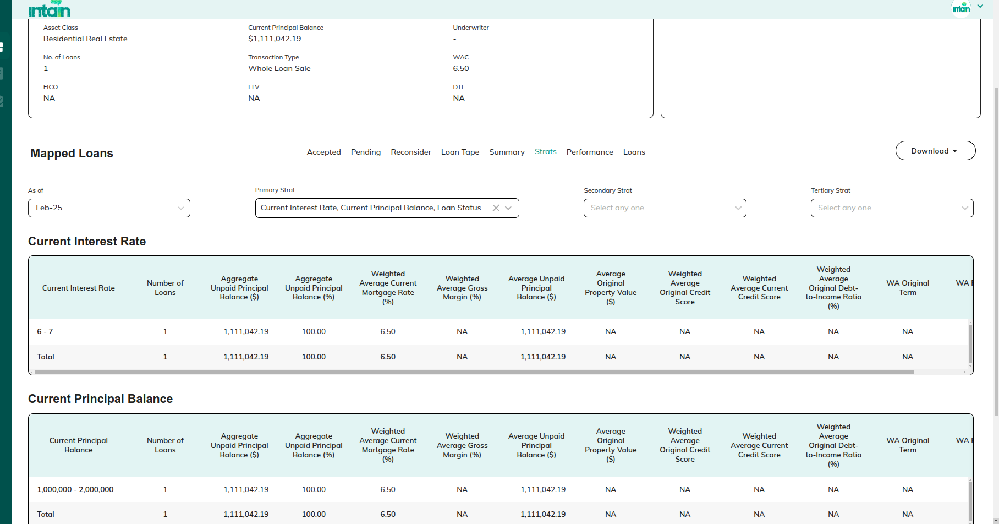 intain
intain
Asset Class
Current Principal Balance
Underwriter
Residential Real Estate
$1,111,042.19
-
No. of Loans
Transaction Type
WAC
1
Whole Loan Sale
6.50
FICO
LTV
DTI
NA
NA
NA
Mapped Loans
Accepted Pending Reconsider Loan Tape Summary Strats Performance Loans
Download
As of
Primary Strat
Secondary Strat
Tertiary Strat
Feb-25
Current Interest Rate, Current Principal Balance, Loan Status
Select any one
Select any one
Current Interest Rate
Current Interest Rate
Number of
Loans
Aggregate
Unpaid Principal
Balance ($)
Aggregate
Unpaid Principal
Balance (%)
Weighted
Average Current
Mortgage Rate
(%)
Weighted
Average Gross
Margin (%)
Average Unpaid
Principal
Balance ($)
Average
Original
Property Value
($)
Weighted
Average
Original Credit
Score
Weighted
Average Current
Credit Score
Weighted
Average
Original Debt-
to-Income Ratio
(%)
WA Original
Term
WA
6 - 7 1 1,111,042.19 100.00 6.50 NA 1,111,042.19 NA NA NA NA NA
Total 1 1,111,042.19 100.00 6.50 NA 1,111,042.19 NA NA NA NA NA
Current Principal Balance
Current Principal
Balance
Number of
Loans
Aggregate
Unpaid Principal
Balance ($)
Aggregate
Unpaid Principal
Balance (%)
Weighted
Average Current
Mortgage Rate
(%)
Weighted
Average Gross
Margin (%)
Average Unpaid
Principal
Balance ($)
Average
Original
Property Value
($)
Weighted
Average
Original Credit
Score
Weighted
Average Current
Credit Score
Weighted
Average
Original Debt-
to-Income Ratio
(%)
WA Original
Term
WA
1,000,000 - 2,000,000 1 1,111,042.19 100.00 6.50 NA 1,111,042.19 NA NA NA NA NA
Total 1 1,111,042.19 100.00 6.50 NA 1,111,042.19 NA NA NA NA NA